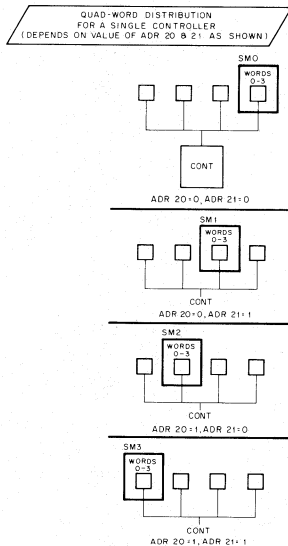 QUAD-WORD DISTRIBUTION
FOR A SINGLE CONTROLLER
(DEPENDS ON VALUE OF ADR 20 & 21 AS SHOWN)
SM0
WORDS
0-3
CONT
ADR 20=0, ADR 21=0
SM1
WORDS
0-3
CONT
ADR 20=0, ADR 21=1
SM2
WORDS
0-3
CONT
ADR 20=1, ADR 21=0
SM3
WORDS
0-3
CONT
ADR 20=1, ADR 21=1